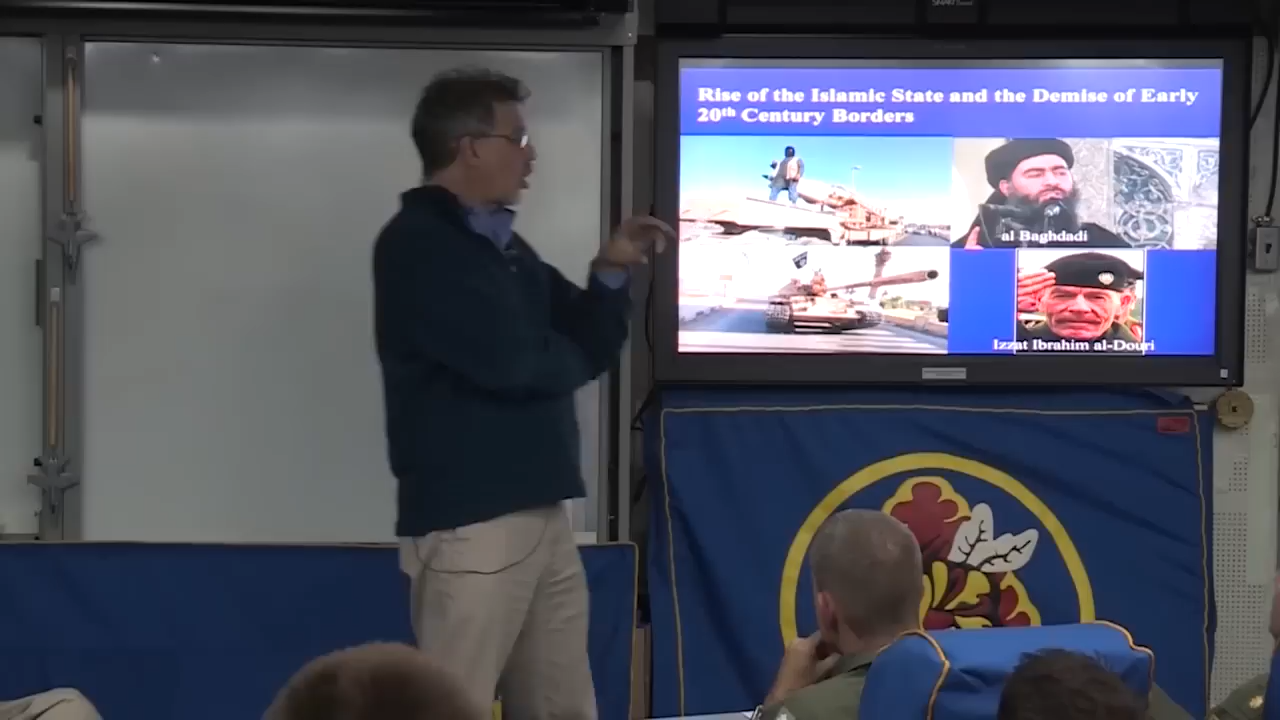 Rise of the Islamic State and the Demise of Early
20th Century Borders
al Baghdadi
Izzat Ibrahim al-Douri